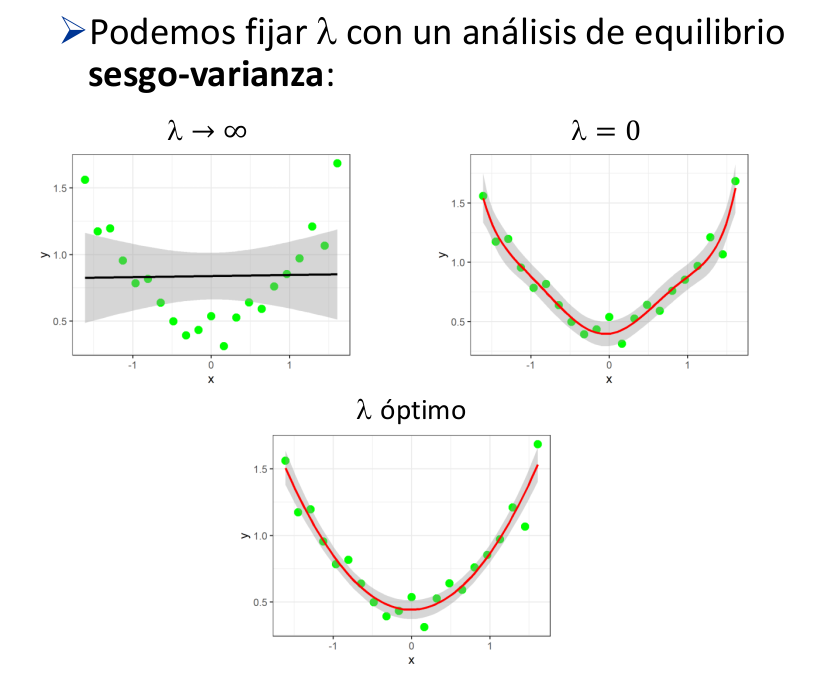 ➢Podemos fijar λ con un análisis de equilibrio
sesgo-varianza:
λ → ∞
1.5
1.0
0.5
y
-1
0
1
x
λ = 0
1.5
1.0
0.5
y
-1
0
1
x
λ óptimo
1.5
1.0
0.5
y
-1
0
1
x